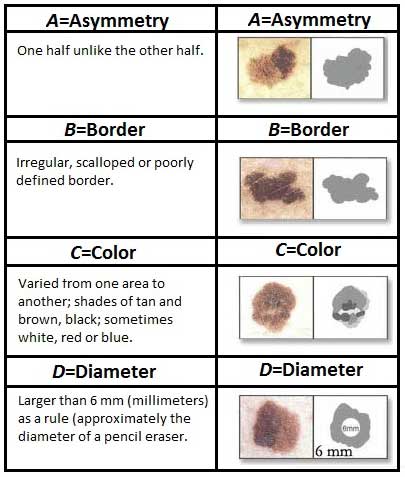 A=Asymmetry
A=Asymmetry
One half unlike the other half.
B=Border
B=Border
Irregular, scalloped or poorly
defined border.
C=Color
C=Color
Varied from one area to
another; shades of tan and
brown, black; sometimes
white, red or blue.
D=Diameter
D=Diameter
Larger than 6 mm (millimeters)
as a rule (approximately the
diameter of a pencil eraser.
6mm
6 mm